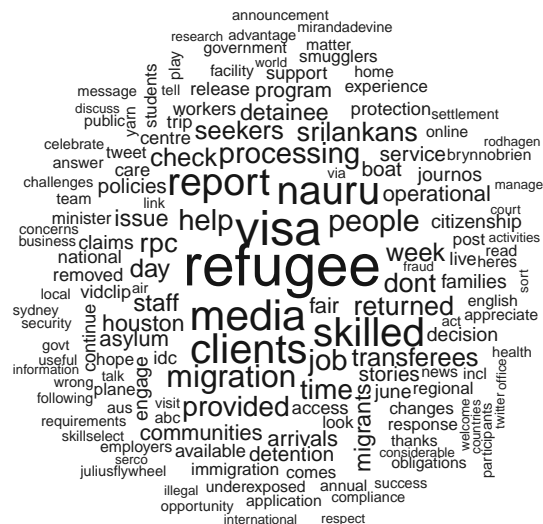 announcement
research advantage mirandadevine
government matter
world smugglers
play
tell
facility support home
students
message release program experience
discuss
public
yarn
workers detainee protection settlement
trip
seekers srilankans online
centre
celebrate tweet check processing service rodhagen
brynnobrien
answer care via boat journos
challenges policies report nauru operational manage
team link
minister issue help visa people citizenship court
concerns
business claims rpc week post activities
live heres read
national day refugee fraud sort
removed dont families
local vidclip air
sydney staff media fair returned english
appreciate
security continue houston clients skilled act decision
govt asylum job transferees health
useful hope idc
information talk engage migration stories news incl
wrong plane time june regional
following aus visit provided access migrants changes welcome countries participants twitter office
requirements abc look response
skillselect communities arrivals thanks considerable
employers available detention obligations
serco
juliusflywheel immigration comes
illegal underexposed annual success
opportunity application compliance
international respect